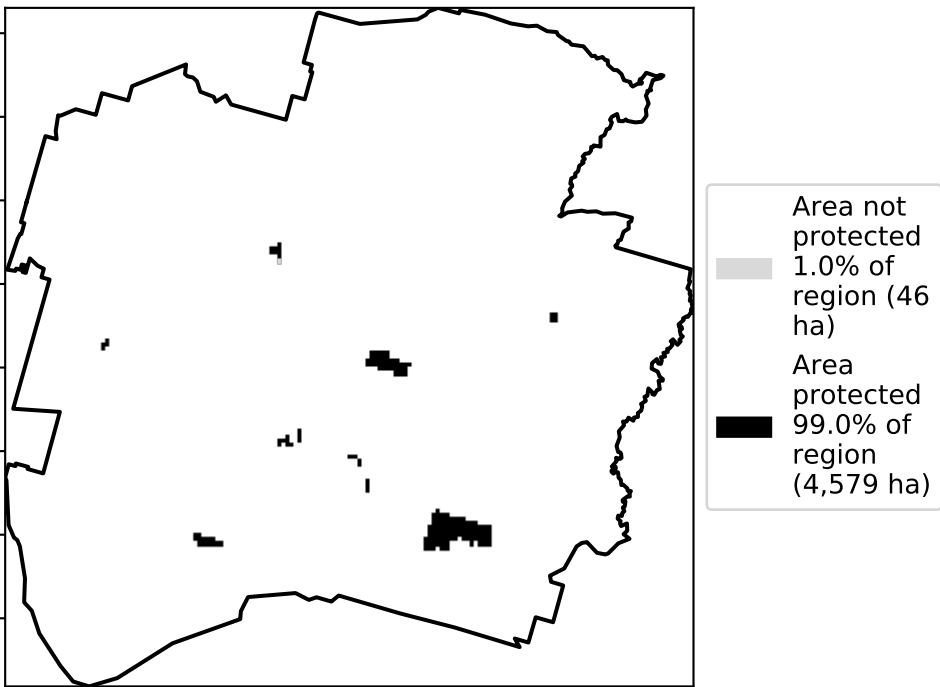 Area not
protected
1.0% of
region (46
ha)
Area
protected
99.0% of
region
(4,579 ha)